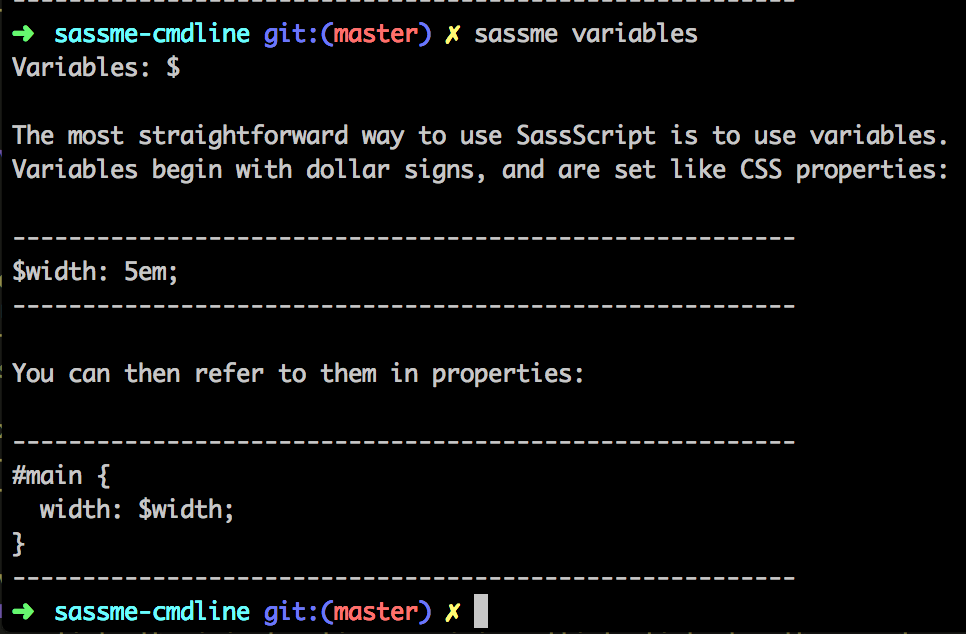 -------------------------------------------------------
➜ sassme-cmdline git:(master) ✗ sassme variables
Variables: $
The most straightforward way to use SassScript is to use variables.
Variables begin with dollar signs, and are set like CSS properties:
--------------------------------------------------------
$width: 5em;
--------------------------------------------------------
You can then refer to them in properties:
--------------------------------------------------------
#main {
  width: $width;
}
--------------------------------------------------------
➜ sassme-cmdline git:(master) ✗